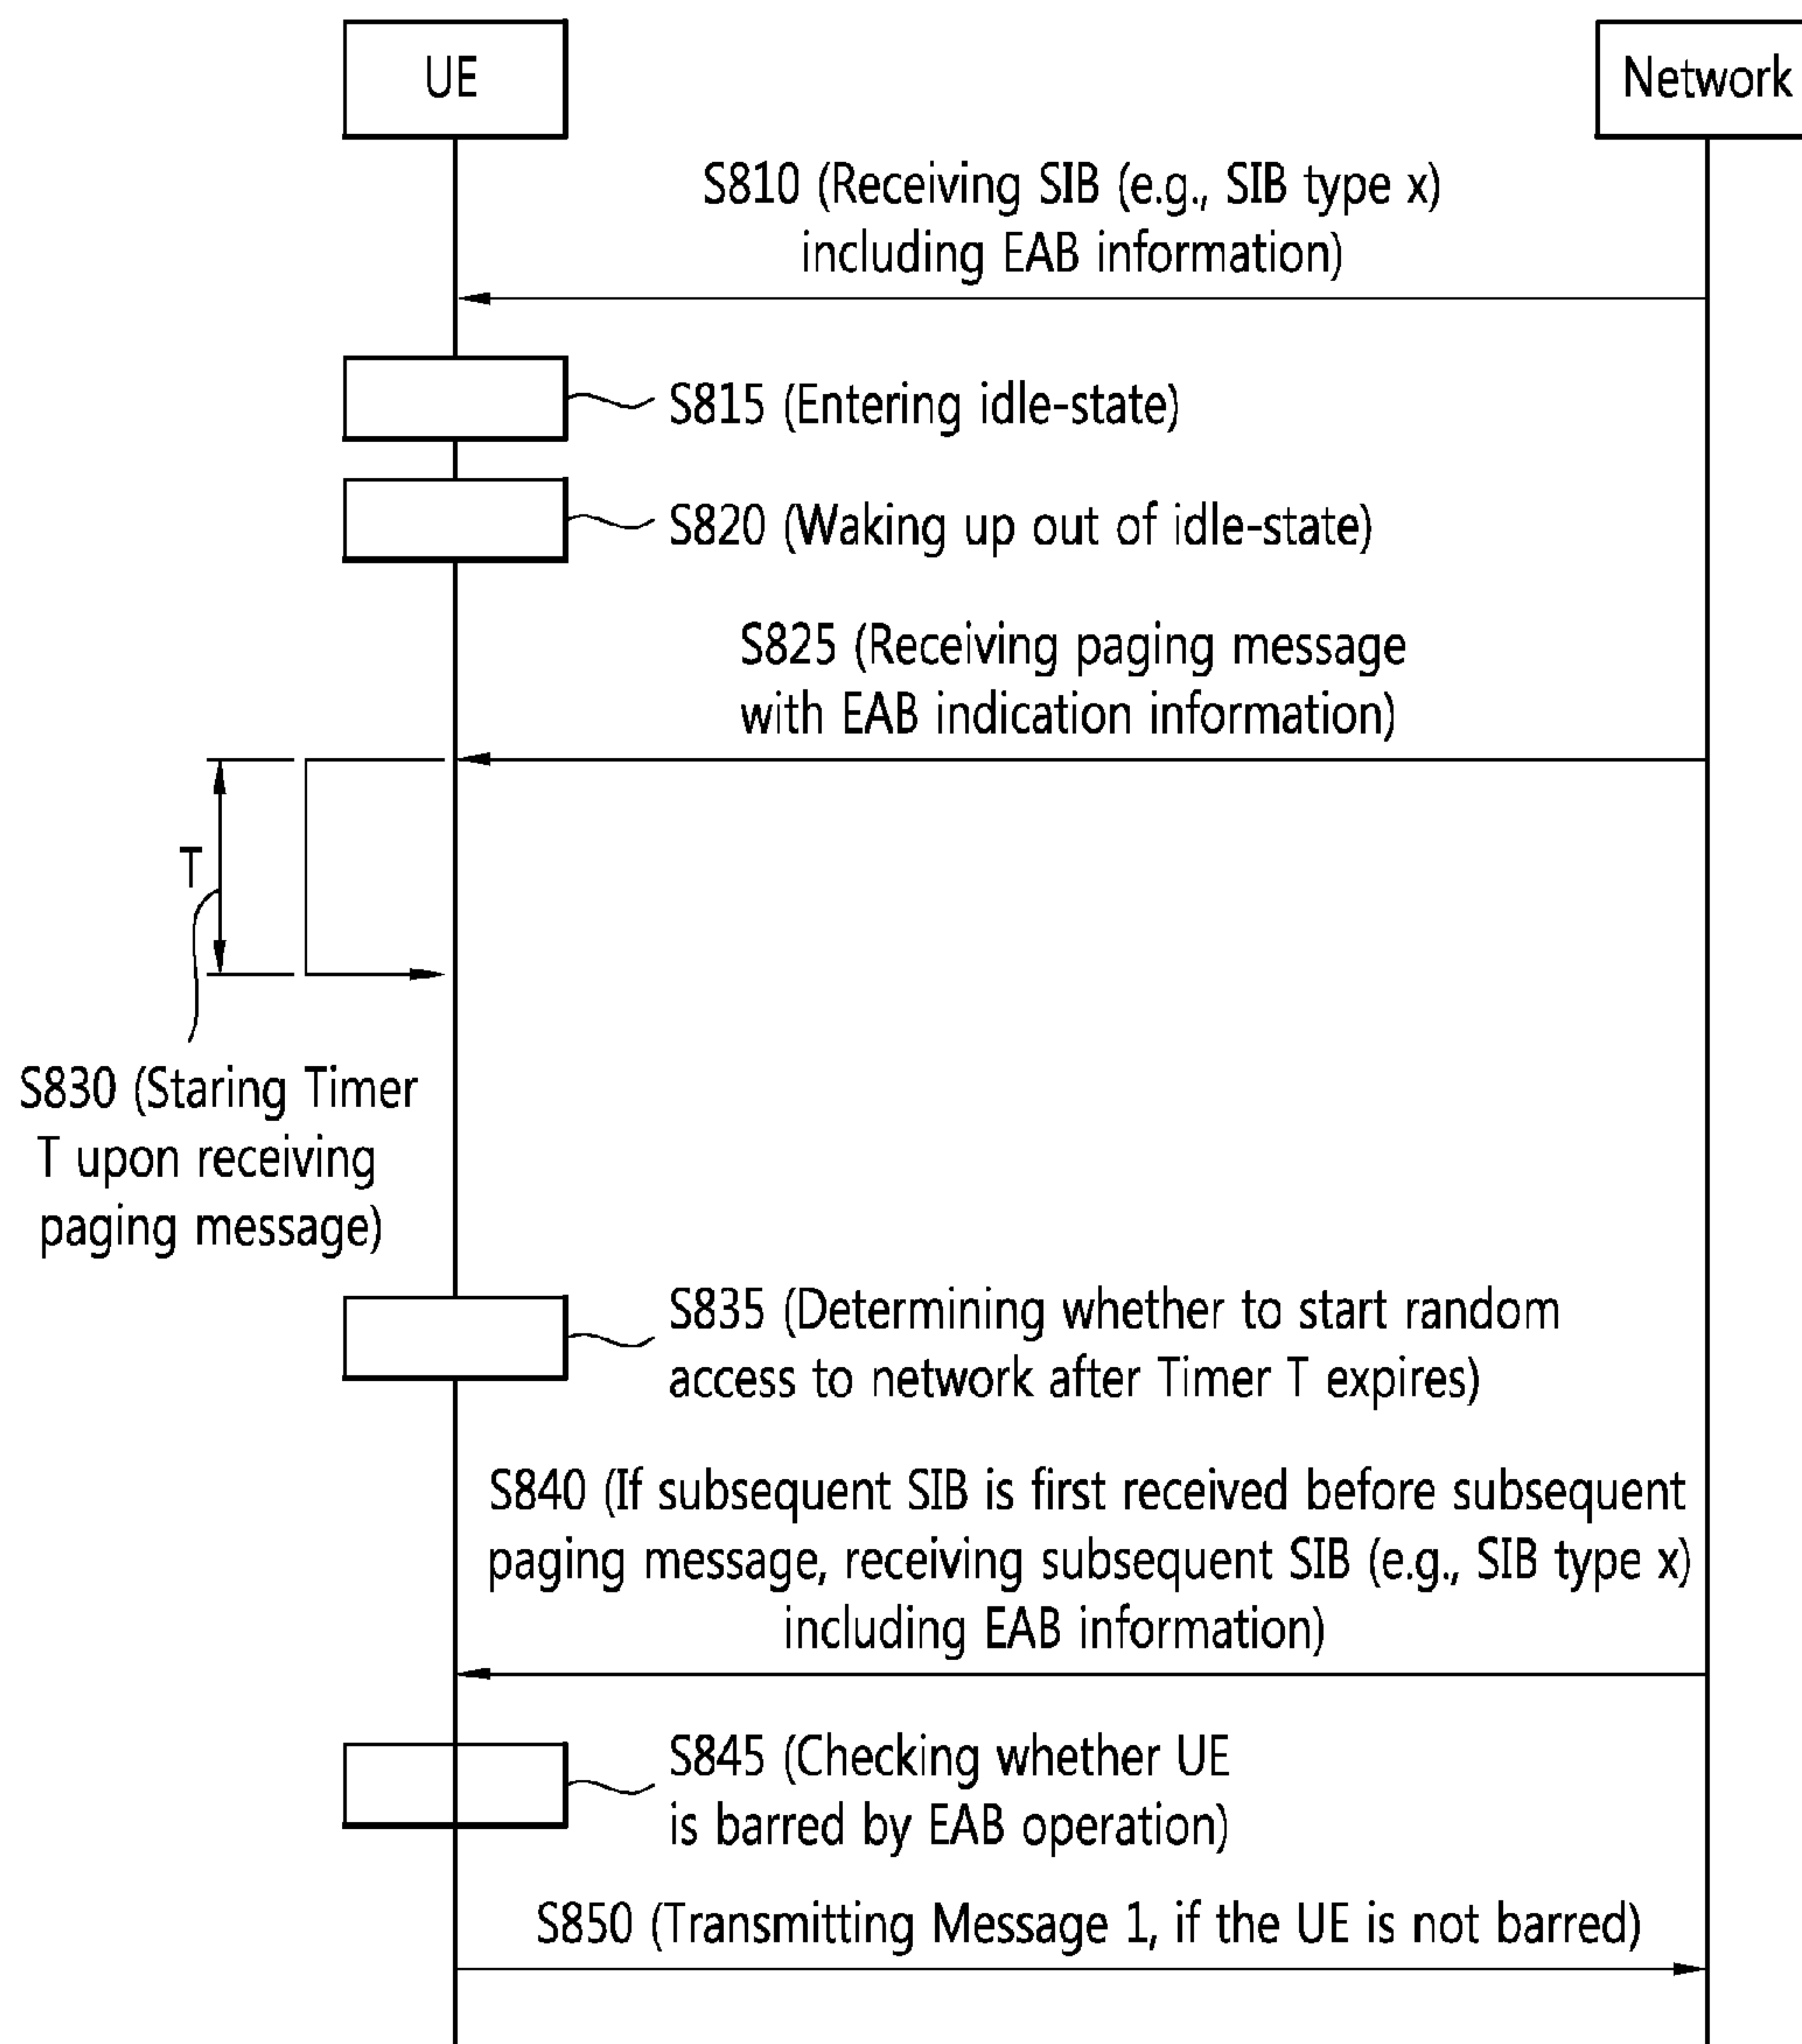 UE
Network
S810 (Receiving SIB (e.g., SIB type x)
including EAB information)
S815 (Entering idle-state)
S820 (Waking up out of idle-state)
S825 (Receiving paging message
with EAB indication information)
T
S830 (Staring Timer
T upon receiving
paging message)
S835 (Determining whether to start random
access to network after Timer T expires)
S840 (If subsequent SIB is first received before subsequent
paging message, receiving subsequent SIB (e.g., SIB type x)
including EAB information)
S845 (Checking whether UE
is barred by EAB operation)
S850 (Transmitting Message 1, if the UE is not barred)